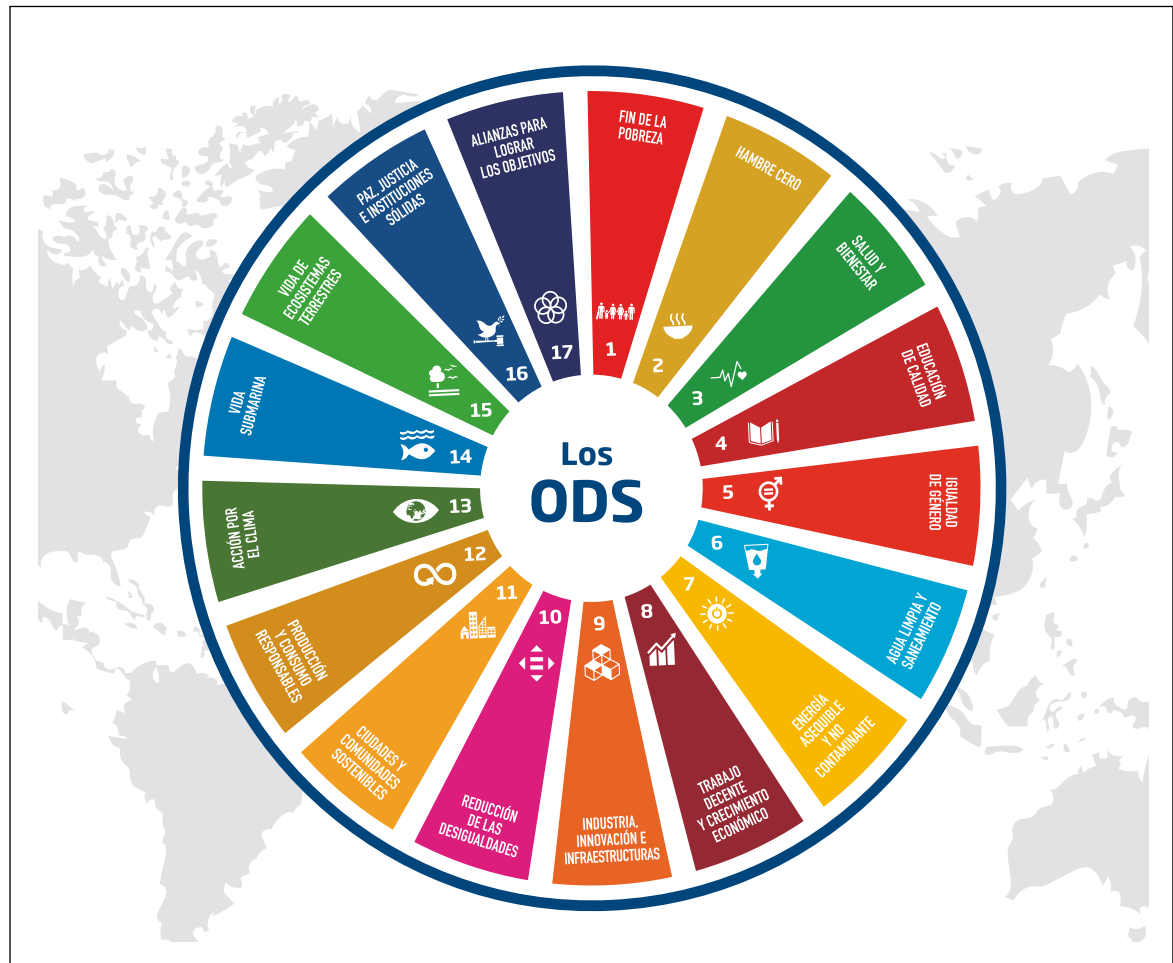 Los
ODS
FIN DE LA
POBREZA
1
HAMBRE CERO
2
SALUD Y
BIENESTAR
3
EDUCACIÓN
DE CALIDAD
4
IGUALDAD
DE GÉNERO
5
AGUA LIMPIA Y
SANEAMIENTO
6
ENERGÍA
ASEQUIBLE
Y NO
CONTAMINANTE
7
TRABAJO
DECENTE
Y CRECIMIENTO
ECONÓMICO
8
INDUSTRIA,
INNOVACIÓN E
INFRAESTRUCTURAS
9
REDUCCIÓN
DE LAS
DESIGUALDADES
10
CIUDADES Y
COMUNIDADES
SOSTENIBLES
11
PRODUCCIÓN
Y CONSUMO
RESPONSABLES
12
ACCIÓN POR
EL CLIMA
13
VIDA
SUBMARINA
14
VIDA DE
ECOSISTEMAS
TERRESTRES
15
PAZ, JUSTICIA
E INSTITUCIONES
SÓLIDAS
16
ALIANZAS PARA
LOGRAR
LOS OBJETIVOS
17